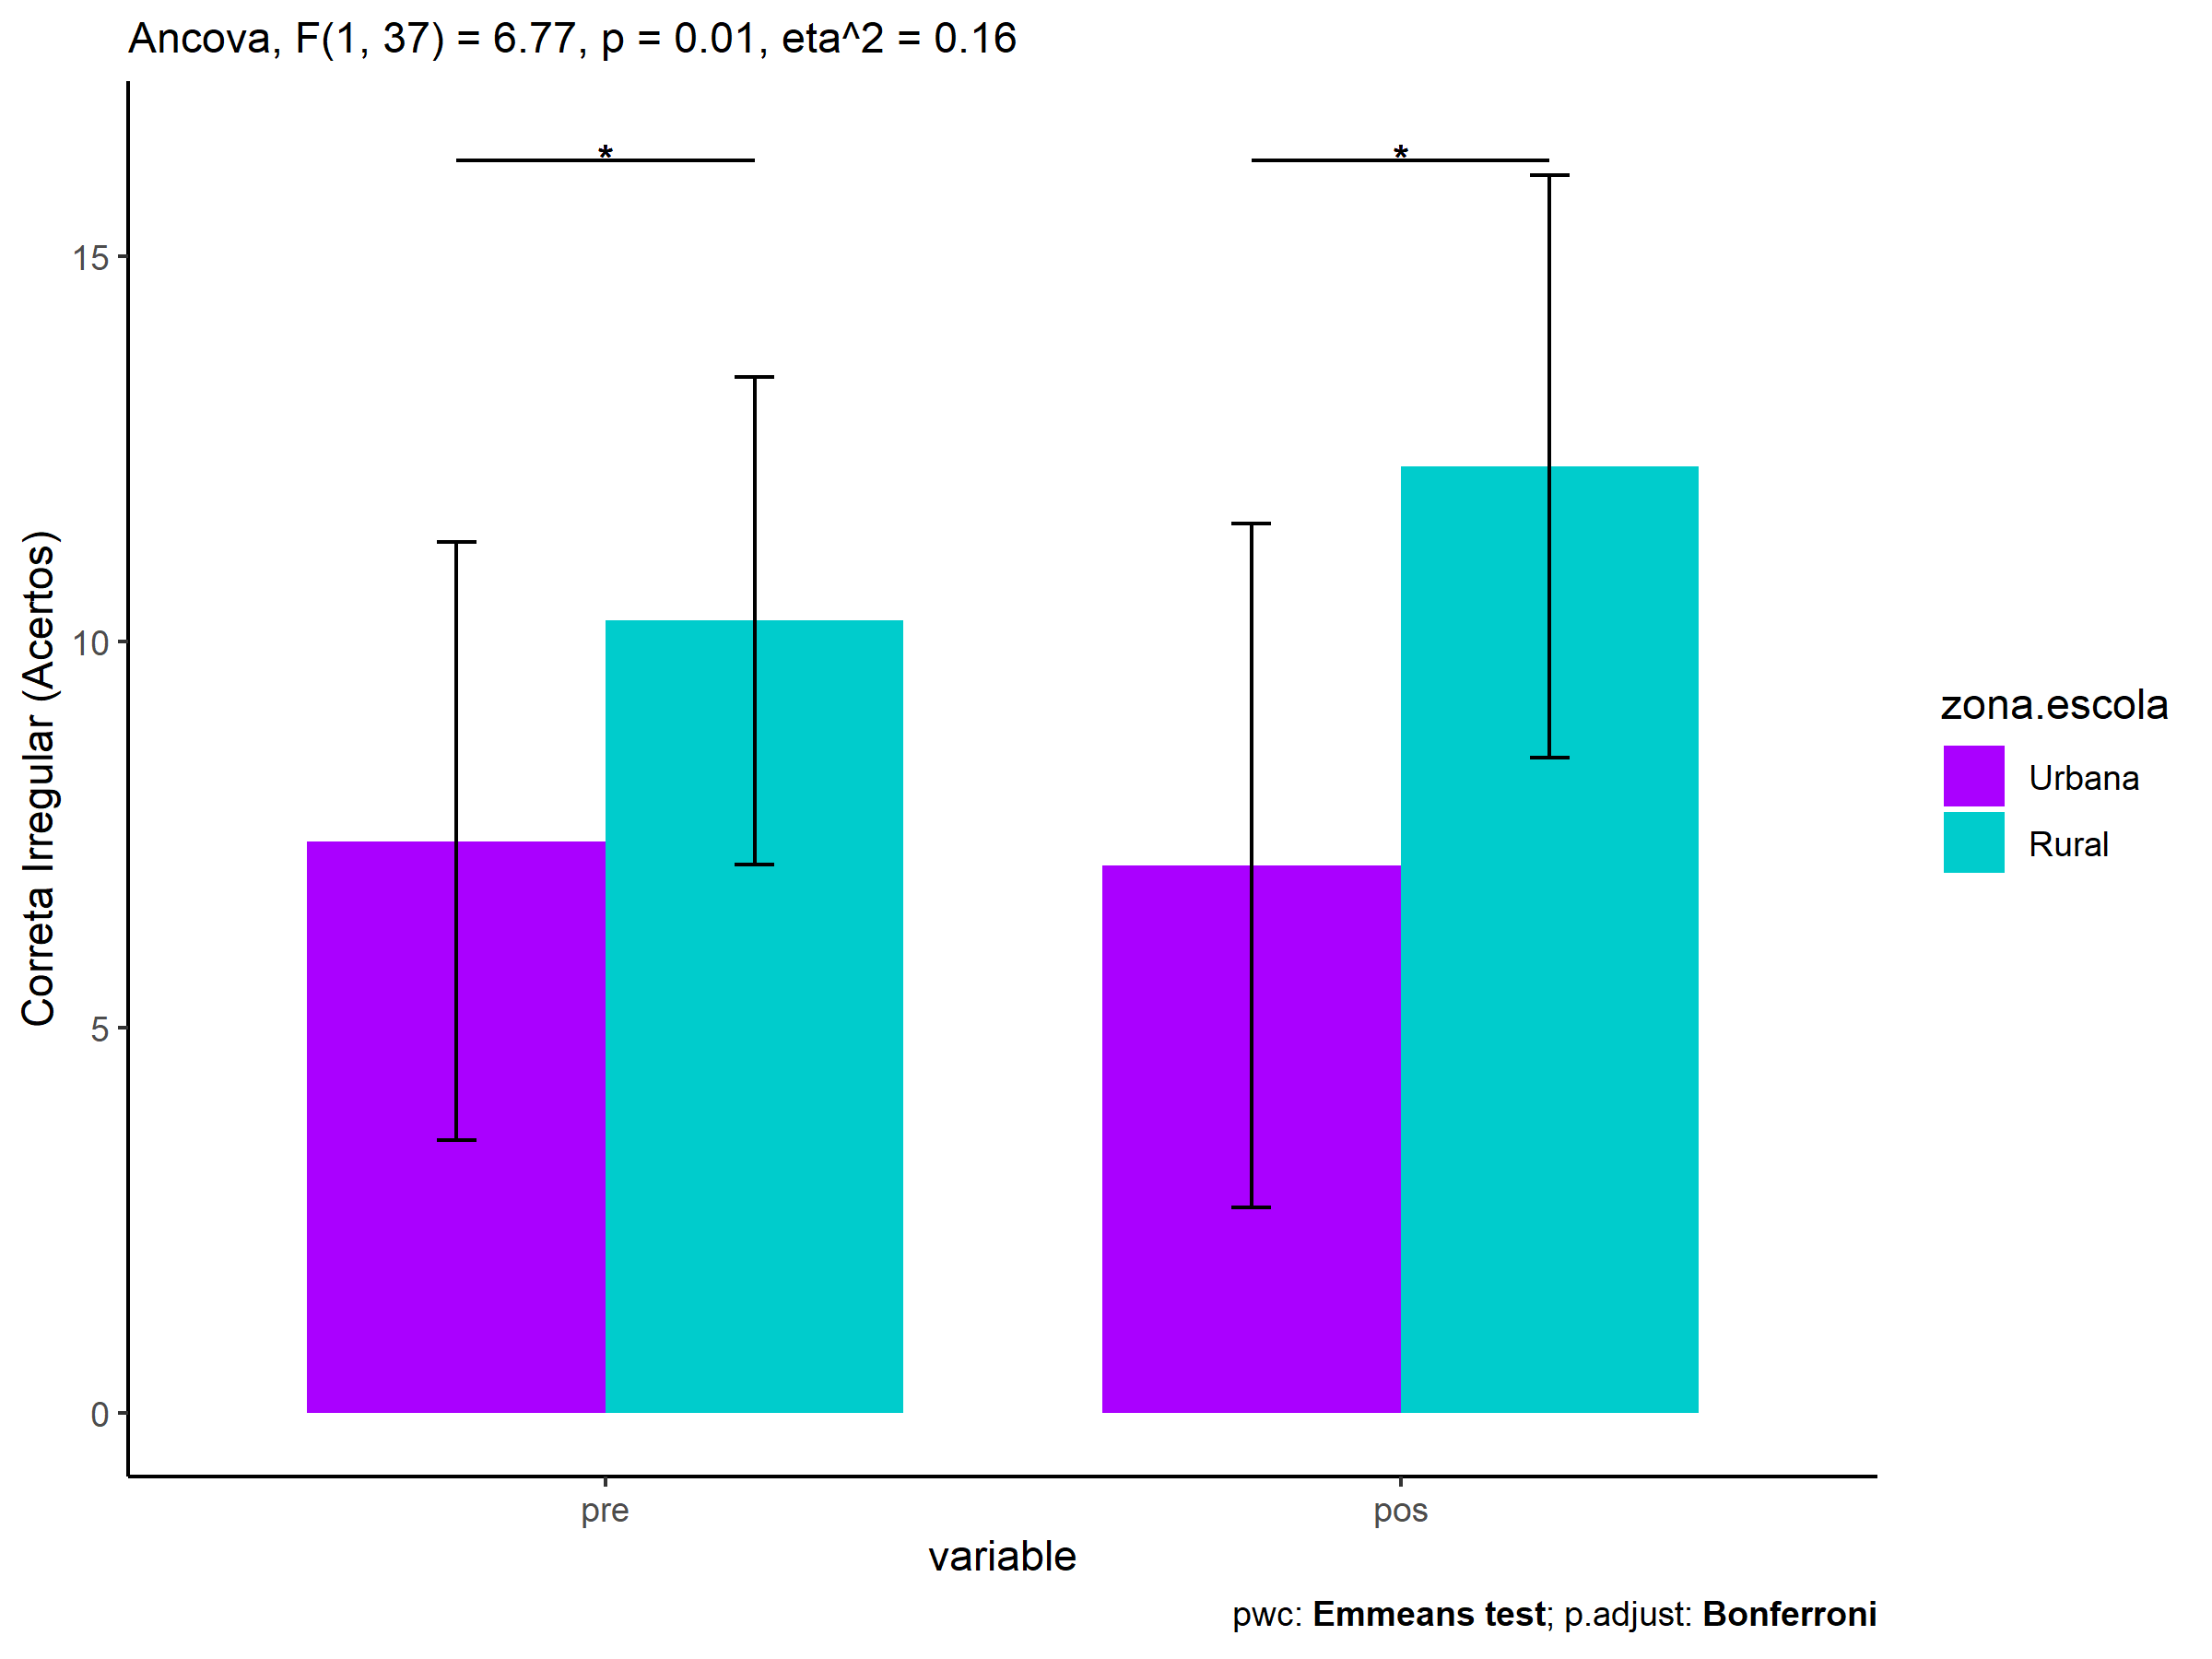 Ancova, F(1, 37) = 6.77, p = 0.01, eta^2 = 0.16
*
*
15
10
5
0
Correta Irregular (Acertos)
pre
pos
variable
zona.escola
Urbana
Rural
pwc: Emmeans test; p.adjust: Bonferroni